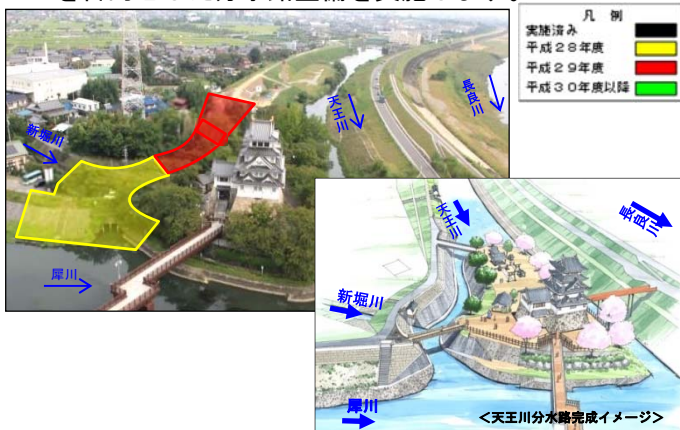 凡 例
実施済み
平成28年度
平成29年度
平成30年度以降
天王川
長良川
新堀川
犀川
天王川
長良川
新堀川
犀川
<天王川分水路完成イメージ>